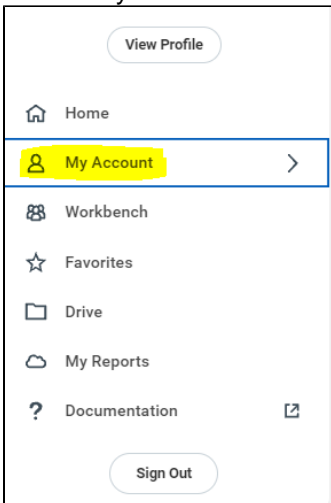 View Profile
Home
My Account
Workbench
Favorites
Drive
My Reports
Documentation
Sign Out